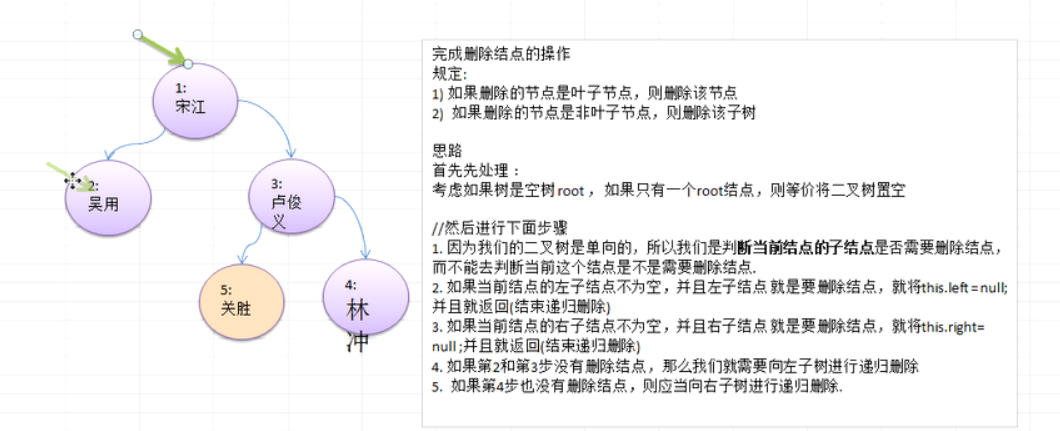 1:
宋江
2:
吴用
3:
卢俊
义
5:
关胜
4:
林
冲
完成删除结点的操作
规定:
1) 如果删除的节点是叶子节点，则删除该节点
2) 如果删除的节点是非叶子节点，则删除该子树
思路
首先先处理：
考虑如果树是空树root，如果只有一个root结点，则等价将二叉树置空
//然后进行下面步骤
1. 因为我们的二叉树是单向的，所以我们是判断当前结点的子结点是否需要删除结点，
而不能去判断当前这个结点是不是需要删除结点.
2. 如果当前结点的左子结点不为空，并且左子结点 就是要删除结点，就将this.left = null;
并且就返回(结束递归删除)
3. 如果当前结点的右子结点不为空，并且右子结点 就是要删除结点，就将this.right=
null ;并且就返回(结束递归删除)
4. 如果第2和第3步没有删除结点，那么我们就需要向左子树进行递归删除
5. 如果第4步也没有删除结点，则应当向右子树进行递归删除.